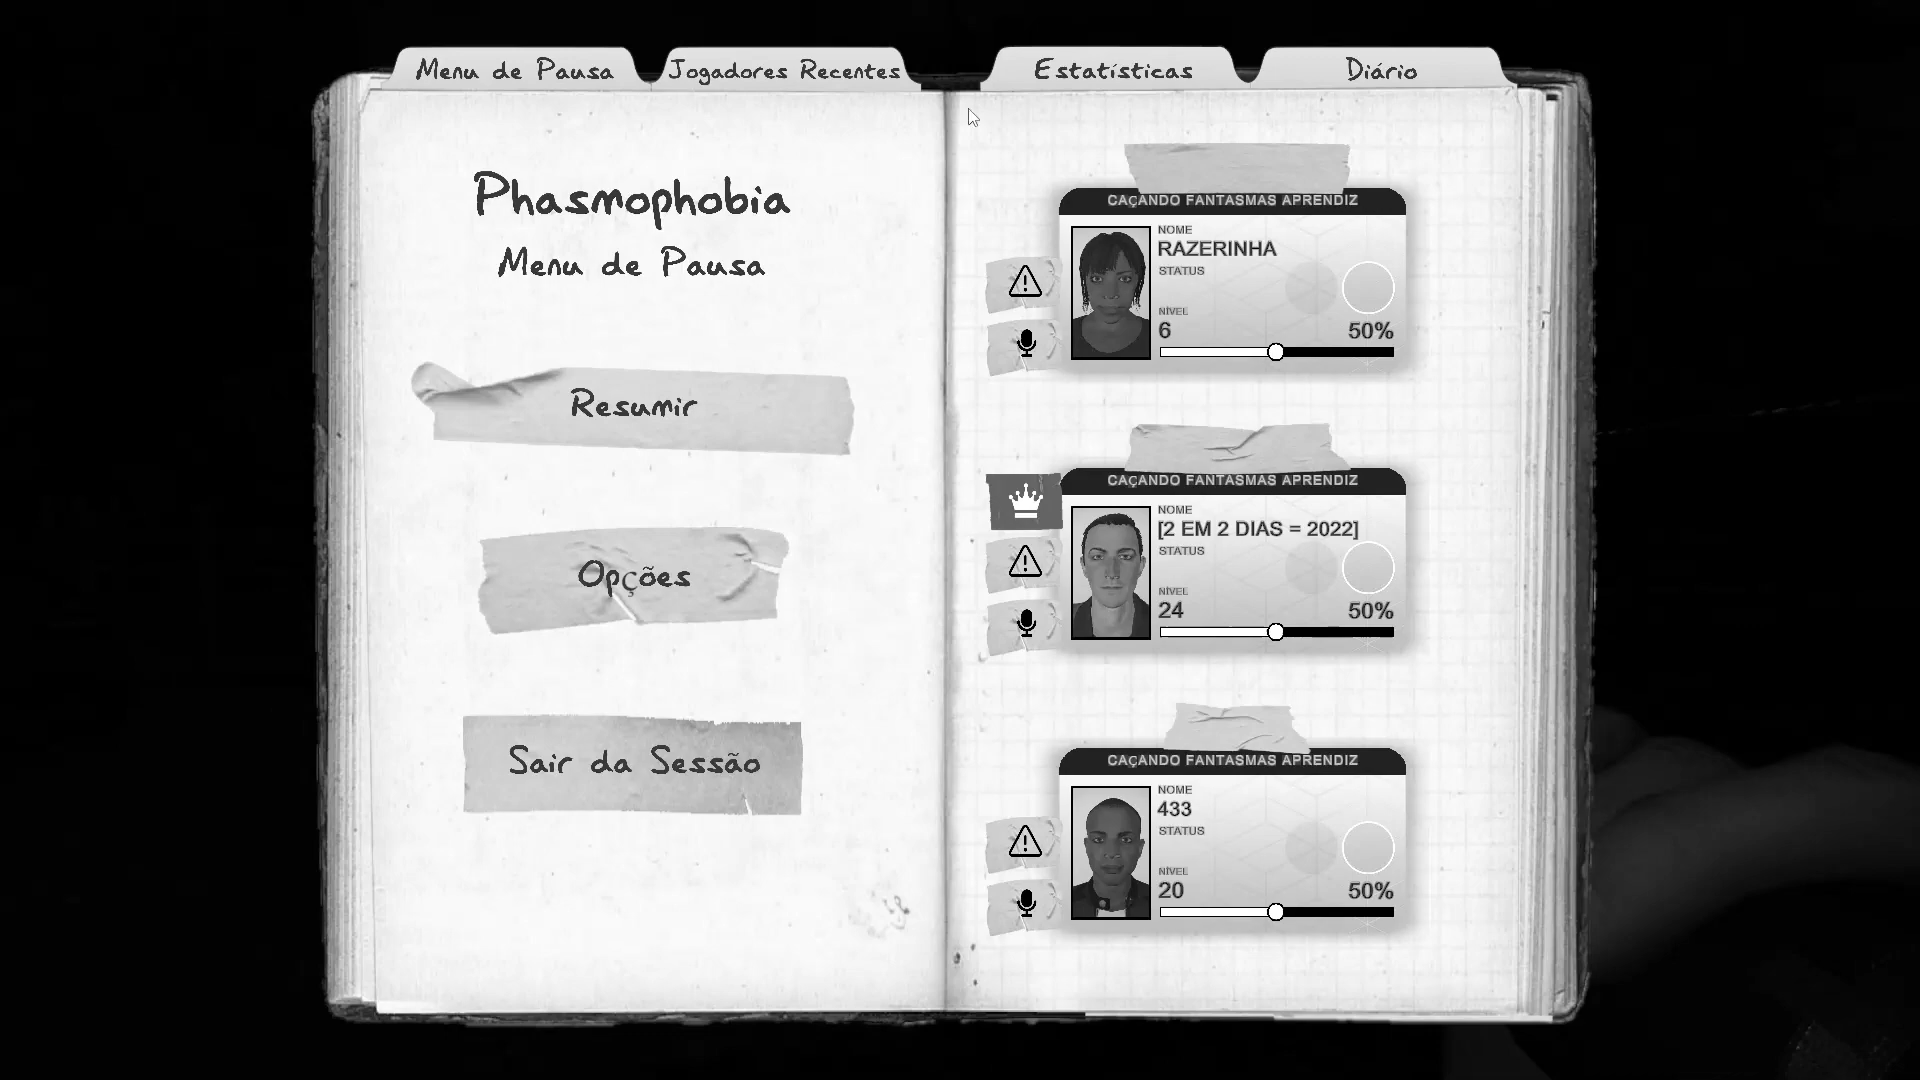 Menu de Pausa
Jogadores Recentes
Estatísticas
Diário
Phasmophobia
Menu de Pausa
Resumir
Opções
Sair da Sessão
CAÇANDO FANTASMAS APRENDIZ
NOME
RAZERINHA
STATUS
NÍVEL
6
50%
CAÇANDO FANTASMAS APRENDIZ
NOME
[2 EM 2 DIAS = 2022]
STATUS
NÍVEL
24
50%
CAÇANDO FANTASMAS APRENDIZ
NOME
433
STATUS
NÍVEL
20
50%